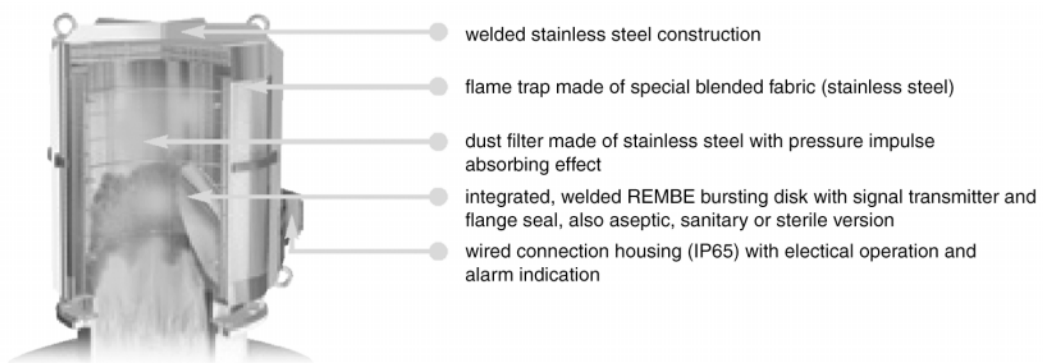 welded stainless steel construction
flame trap made of special blended fabric (stainless steel)
dust filter made of stainless steel with pressure impulse
absorbing effect
integrated, welded REMBE bursting disk with signal transmitter and
flange seal, also aseptic, sanitary or sterile version
wired connection housing (IP65) with electical operation and
alarm indication